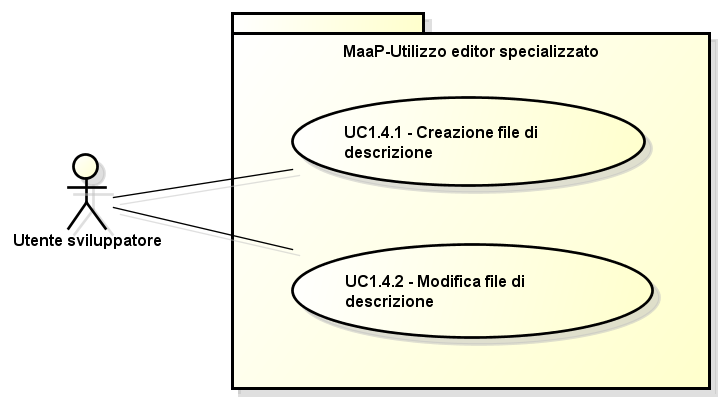 MaaP-Utilizzo editor specializzato
UC1.4.1 - Creazione file di
descrizione
Utente sviluppatore
UC1.4.2 - Modifica file di
descrizione